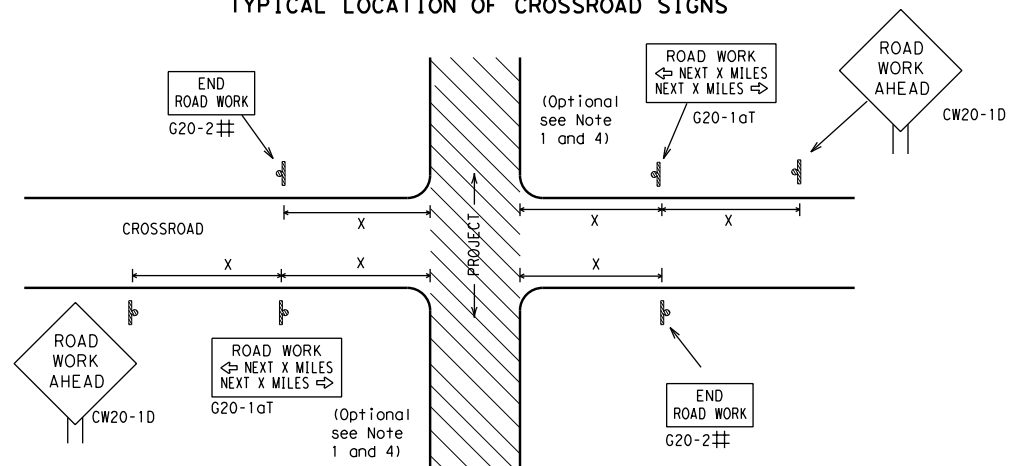 TYPICAL LOCATION OF CROSSROAD SIGNS
END
ROAD WORK
G20-2#
(Optional
see Note
1 and 4)
ROAD WORK
⇦ NEXT X MILES
NEXT X MILES ⇨
G20-1aT
ROAD
WORK
AHEAD
CW20-1D
X
X
X
CROSSROAD
PROJECT
X
X
X
ROAD
WORK
AHEAD
CW20-1D
ROAD WORK
⇦ NEXT X MILES
NEXT X MILES ⇨
G20-1aT
(Optional
see Note
1 and 4)
END
ROAD WORK
G20-2#